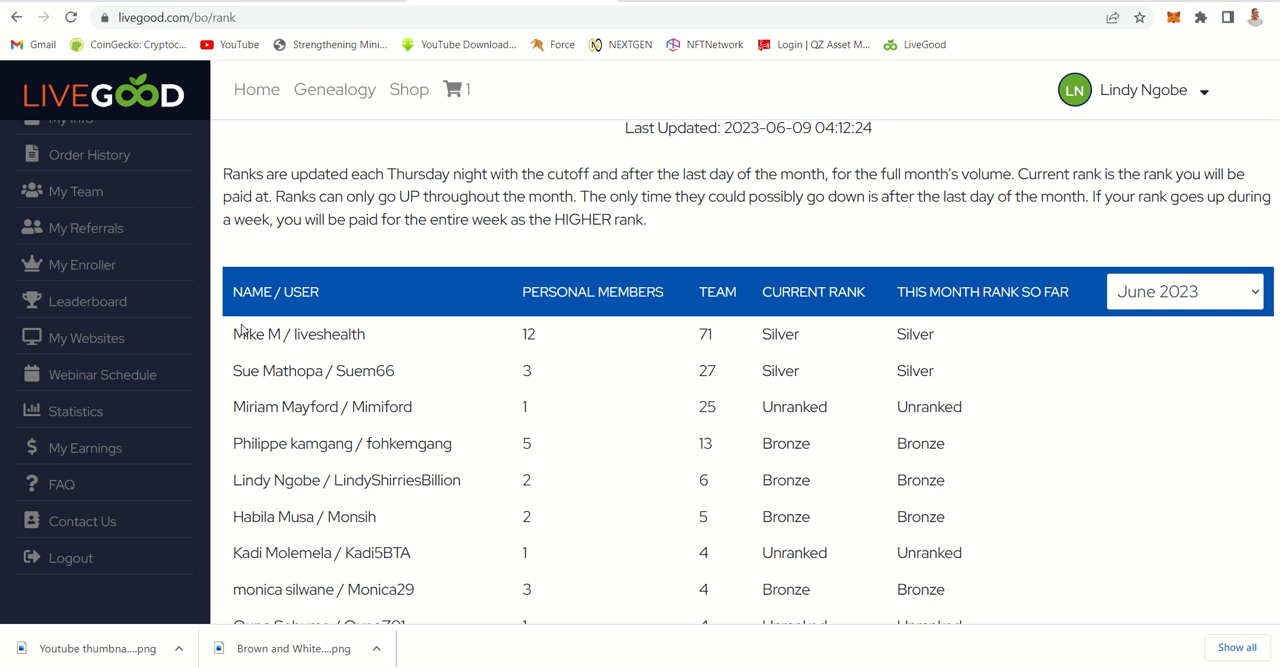 livegood.com/bo/rank
Gmail CoinGecko: Cryptoc... YouTube Strengthening Mini... YouTube Download... Force NEXTGEN NFTNetwork Login | QZ Asset M... LiveGood
LIVEGOOD Home Genealogy Shop 1 LN Lindy Ngobe
My Info
Order History
My Team
My Referrals
My Enroller
Leaderboard
My Websites
Webinar Schedule
Statistics
My Earnings
FAQ
Contact Us
Logout
Last Updated: 2023-06-09 04:12:24
Ranks are updated each Thursday night with the cutoff and after the last day of the month, for the full month's volume. Current rank is the rank you will be
paid at. Ranks can only go UP throughout the month. The only time they could possibly go down is after the last day of the month. If your rank goes up during
a week, you will be paid for the entire week as the HIGHER rank.
NAME / USER PERSONAL MEMBERS TEAM CURRENT RANK THIS MONTH RANK SO FAR June 2023
Mike M / liveshealth 12 71 Silver Silver
Sue Mathopa / Suem66 3 27 Silver Silver
Miriam Mayford / Mimiford 1 25 Unranked Unranked
Philippe kamgang / fohkemgang 5 13 Bronze Bronze
Lindy Ngobe / LindyShirriesBillion 2 6 Bronze Bronze
Habila Musa / Monsih 2 5 Bronze Bronze
Kadi Molemela / Kadi5BTA 1 4 Unranked Unranked
monica silwane / Monica29 3 4 Bronze Bronze
Youtube thumbna....png Brown and White....png Show all